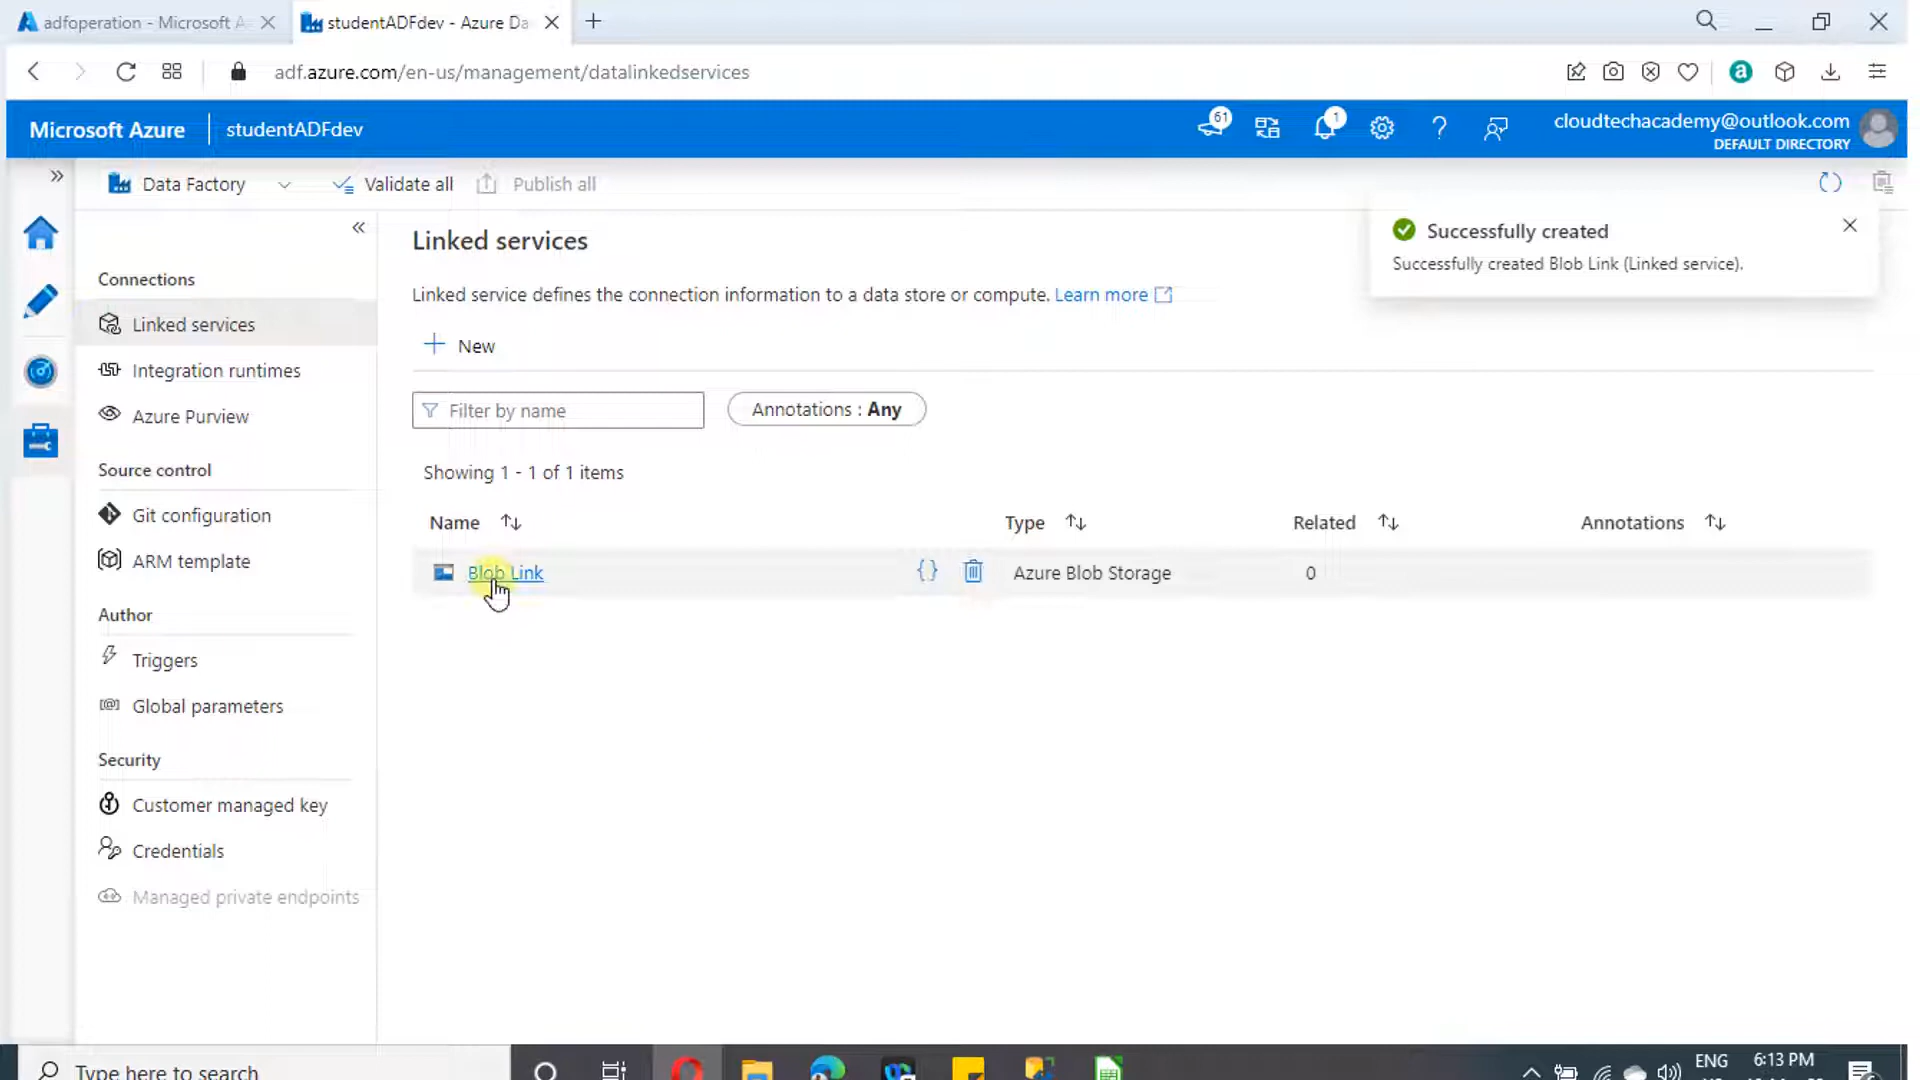 adfoperation - Microsoft A
studentADFdev - Azure Da
adf.azure.com/en-us/management/datalinkedservices
Microsoft Azure
studentADFdev
61
1
cloudtechacademy@outlook.com
DEFAULT DIRECTORY
Data Factory
Validate all
Publish all
Successfully created
Successfully created Blob Link (Linked service).
Connections
Linked services
Integration runtimes
Azure Purview
Source control
Git configuration
ARM template
Author
Triggers
Global parameters
Security
Customer managed key
Credentials
Managed private endpoints
Linked services
Linked service defines the connection information to a data store or compute. Learn more
New
Filter by name
Annotations : Any
Showing 1 - 1 of 1 items
Name
Type
Related
Annotations
Blob Link
Azure Blob Storage
0
Type here to search
ENG
6:13 PM